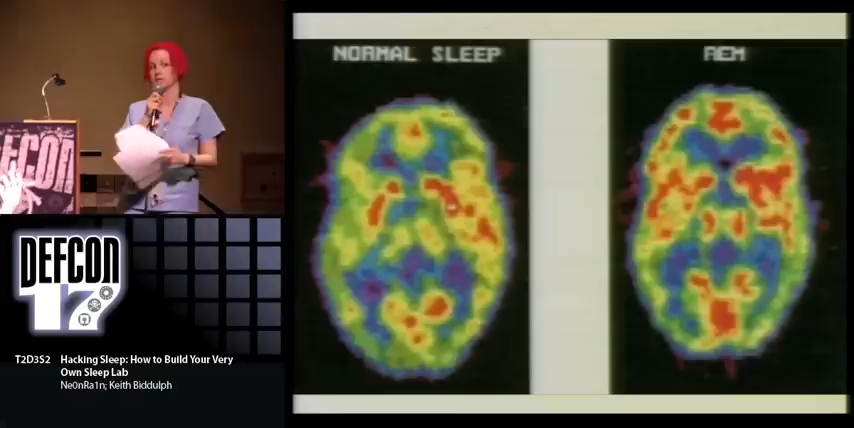 NORMAL SLEEP
REM
DEFCON
DEFCON
17
T2D3S2 Hacking Sleep: How to Build Your Very
Own Sleep Lab
Ne0nRa1n; Keith Biddulph